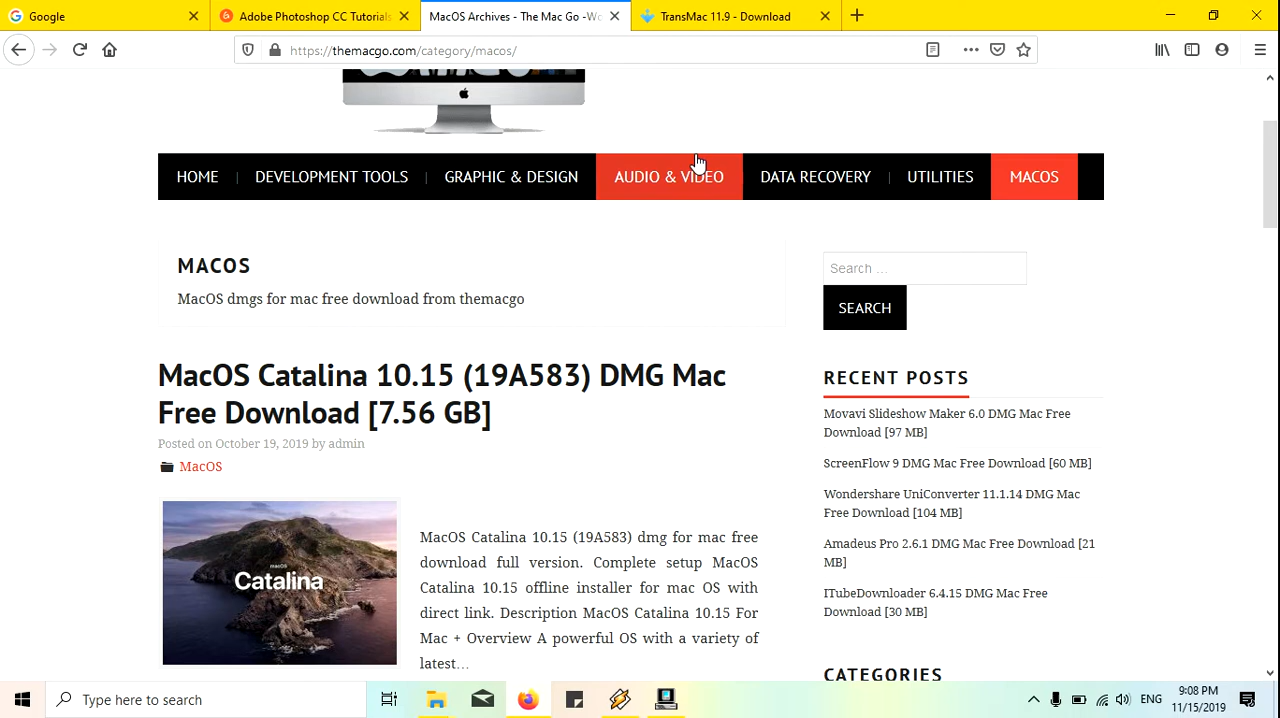 Google
Adobe Photoshop CC Tutorials
MacOS Archives - The Mac Go -Wo
TransMac 11.9 - Download
https://themacgo.com/category/macos/
HOME
DEVELOPMENT TOOLS
GRAPHIC & DESIGN
AUDIO & VIDEO
DATA RECOVERY
UTILITIES
MACOS
MACOS
MacOS dmgs for mac free download from themacgo
MacOS Catalina 10.15 (19A583) DMG Mac
Free Download [7.56 GB]
Posted on October 19, 2019 by admin
MacOS
macOS
Catalina
MacOS Catalina 10.15 (19A583) dmg for mac free
download full version. Complete setup MacOS
Catalina 10.15 offline installer for mac OS with
direct link. Description MacOS Catalina 10.15 For
Mac + Overview A powerful OS with a variety of
latest…
Search …
SEARCH
RECENT POSTS
Movavi Slideshow Maker 6.0 DMG Mac Free
Download [97 MB]
ScreenFlow 9 DMG Mac Free Download [60 MB]
Wondershare UniConverter 11.1.14 DMG Mac
Free Download [104 MB]
Amadeus Pro 2.6.1 DMG Mac Free Download [21
MB]
ITubeDownloader 6.4.15 DMG Mac Free
Download [30 MB]
CATEGORIES
Type here to search
ENG
9:08 PM
11/15/2019